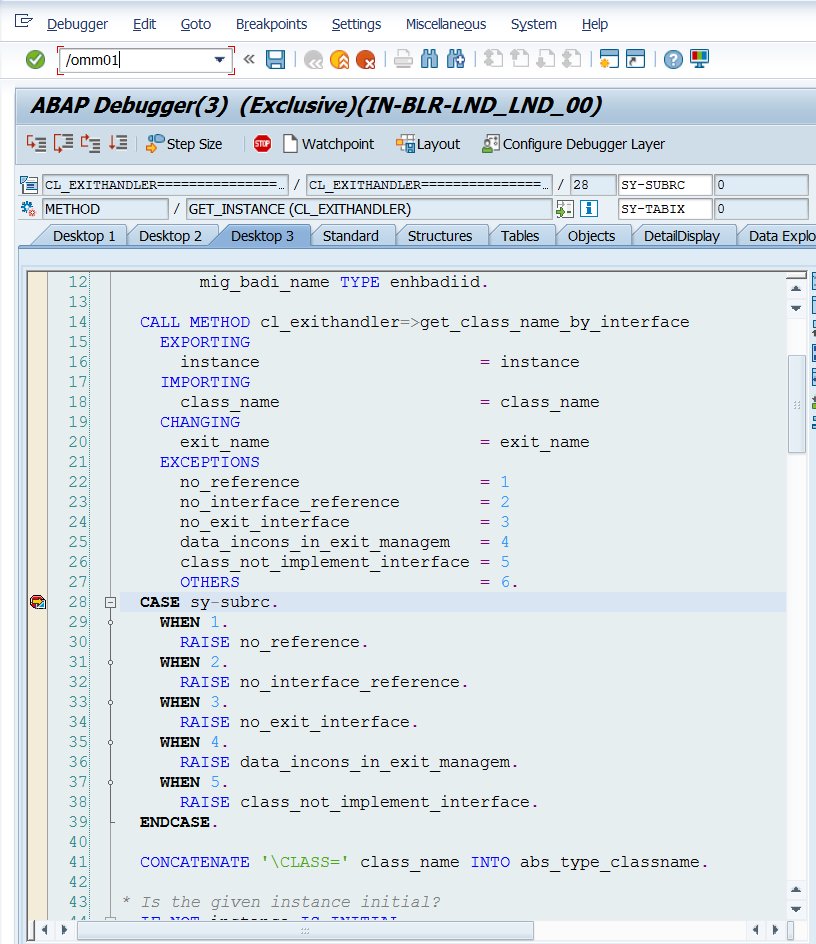 Debugger Edit Goto Breakpoints Settings Miscellaneous System Help
/omm01
ABAP Debugger(3) (Exclusive)(IN-BLR-LND_LND_00)
Step Size STOP Watchpoint Layout Configure Debugger Layer
CL_EXITHANDLER===============… / CL_EXITHANDLER===============… / 28 SY-SUBRC 0
METHOD / GET_INSTANCE (CL_EXITHANDLER) SY-TABIX 0
Desktop 1 Desktop 2 Desktop 3 Standard Structures Tables Objects DetailDisplay Data Explo
12 mig_badi_name TYPE enhbadiid.
13
14 CALL METHOD cl_exithandler=>get_class_name_by_interface
15 EXPORTING
16 instance = instance
17 IMPORTING
18 class_name = class_name
19 CHANGING
20 exit_name = exit_name
21 EXCEPTIONS
22 no_reference = 1
23 no_interface_reference = 2
24 no_exit_interface = 3
25 data_incons_in_exit_managem = 4
26 class_not_implement_interface = 5
27 OTHERS = 6.
28 CASE sy-subrc.
29 WHEN 1.
30 RAISE no_reference.
31 WHEN 2.
32 RAISE no_interface_reference.
33 WHEN 3.
34 RAISE no_exit_interface.
35 WHEN 4.
36 RAISE data_incons_in_exit_managem.
37 WHEN 5.
38 RAISE class_not_implement_interface.
39 ENDCASE.
40
41 CONCATENATE '\CLASS=' class_name INTO abs_type_classname.
42
43 * Is the given instance initial?
44 IF NOT instance IS INITIAL